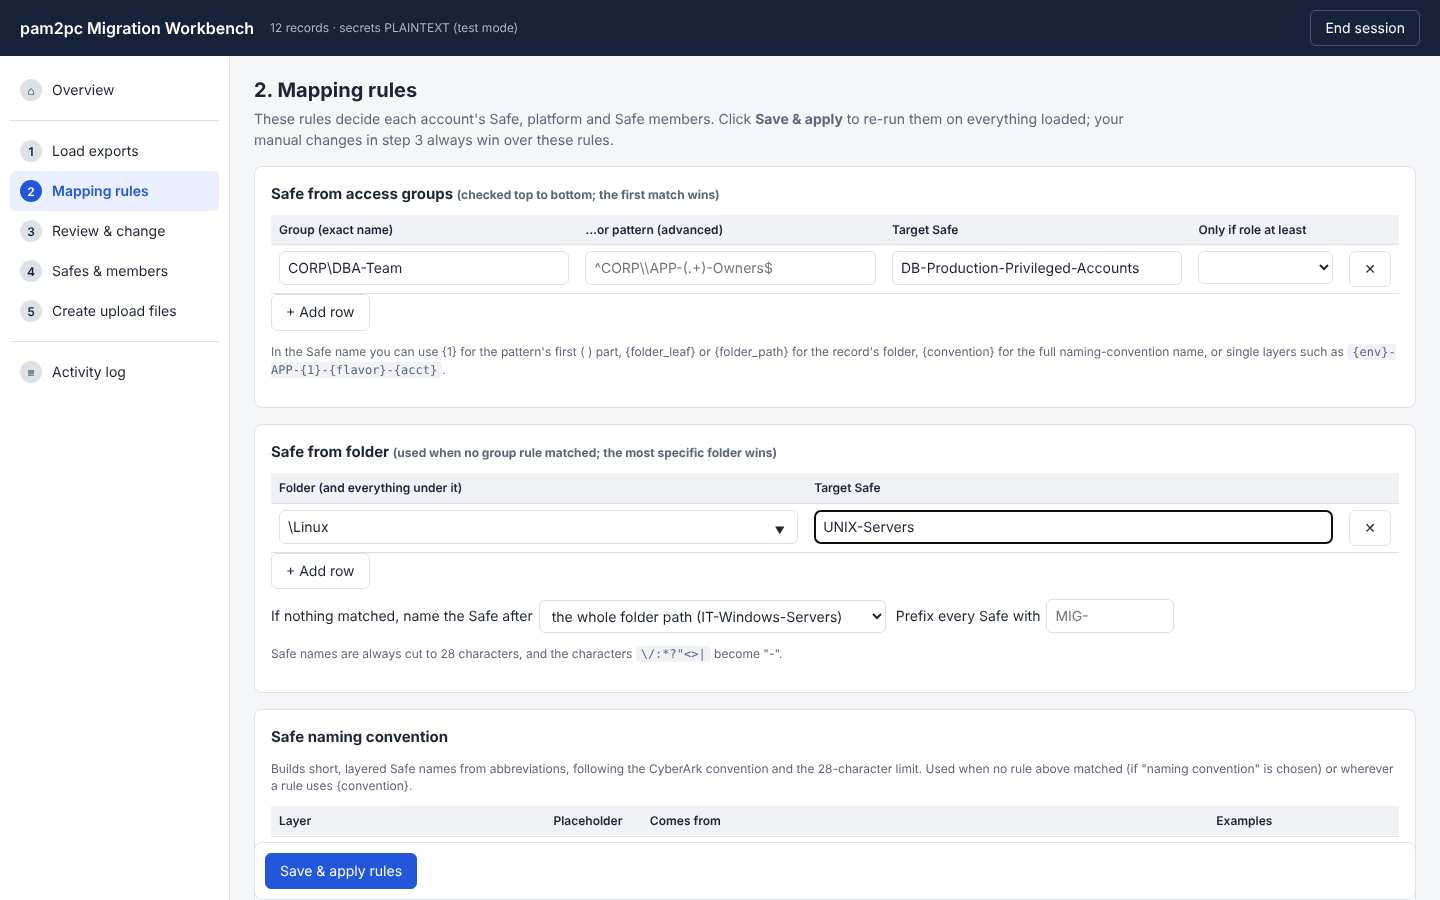 pam2pc Migration Workbench
12 records · secrets PLAINTEXT (test mode)
End session
⌂ Overview
1 Load exports
2 Mapping rules
3 Review & change
4 Safes & members
5 Create upload files
≡ Activity log
2. Mapping rules
These rules decide each account's Safe, platform and Safe members. Click Save & apply to re-run them on everything loaded; your
manual changes in step 3 always win over these rules.
Safe from access groups (checked top to bottom; the first match wins)
Group (exact name) …or pattern (advanced) Target Safe Only if role at least
CORP\DBA-Team ^CORP\\APP-(.+)-Owners$ DB-Production-Privileged-Accounts ×
+ Add row
In the Safe name you can use {1} for the pattern's first ( ) part, {folder_leaf} or {folder_path} for the record's folder, {convention} for the full naming-convention name, or single layers such as {env}-
APP-{1}-{flavor}-{acct} .
Safe from folder (used when no group rule matched; the most specific folder wins)
Folder (and everything under it) Target Safe
\Linux UNIX-Servers ×
+ Add row
If nothing matched, name the Safe after the whole folder path (IT-Windows-Servers) Prefix every Safe with MIG-
Safe names are always cut to 28 characters, and the characters \/:*?"<>| become "-".
Safe naming convention
Builds short, layered Safe names from abbreviations, following the CyberArk convention and the 28-character limit. Used when no rule above matched (if "naming convention" is chosen) or wherever
a rule uses {convention}.
Layer Placeholder Comes from Examples
Save & apply rules